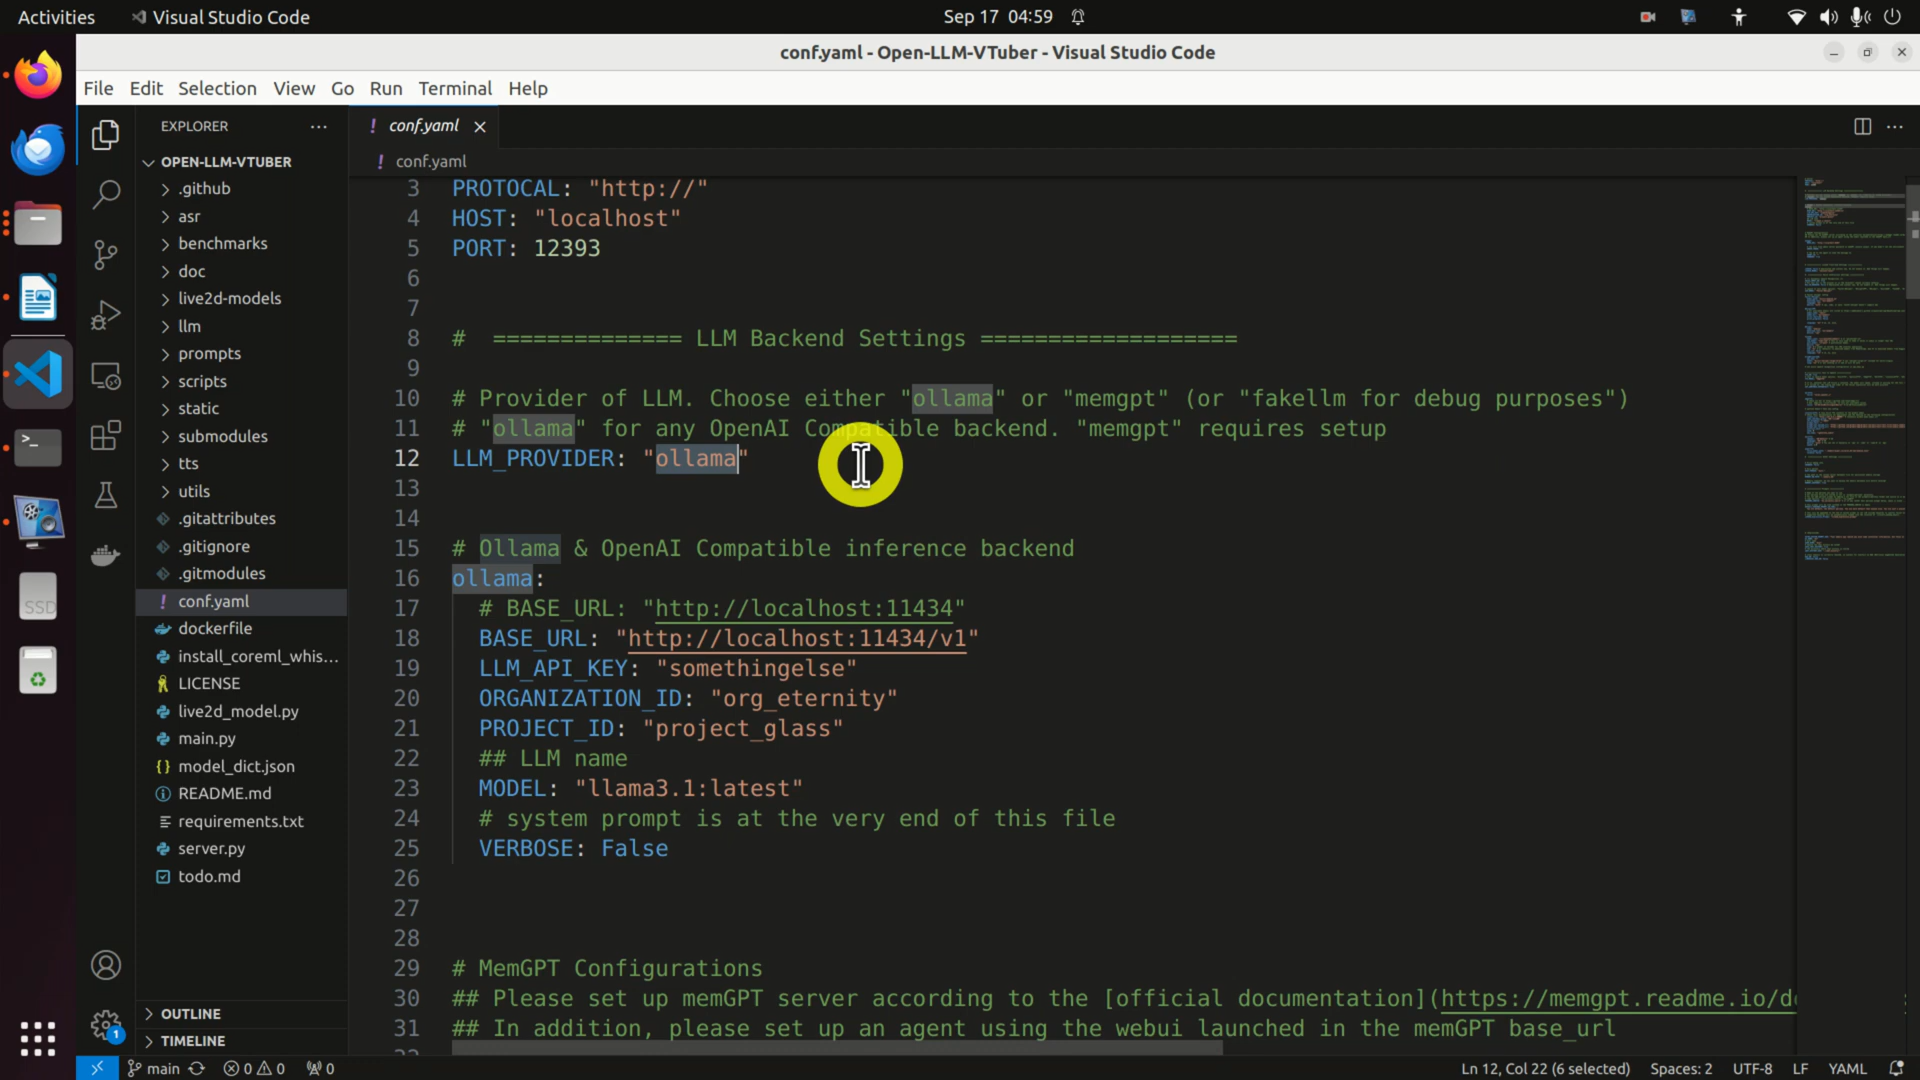 Activities
Visual Studio Code
Sep 17 04:59
conf.yaml - Open-LLM-VTuber - Visual Studio Code
File Edit Selection View Go Run Terminal Help
EXPLORER
OPEN-LLM-VTUBER
.github
asr
benchmarks
doc
live2d-models
llm
prompts
scripts
static
submodules
tts
utils
.gitattributes
.gitignore
.gitmodules
! conf.yaml
dockerfile
install_coreml_whis...
LICENSE
live2d_model.py
main.py
{} model_dict.json
README.md
requirements.txt
server.py
todo.md
OUTLINE
TIMELINE
! conf.yaml
! conf.yaml
3 PROTOCAL: "http://"
4 HOST: "localhost"
5 PORT: 12393
6
7
8 # ============== LLM Backend Settings ===================
9
10 # Provider of LLM. Choose either "ollama" or "memgpt" (or "fakellm for debug purposes")
11 # "ollama" for any OpenAI Compatible backend. "memgpt" requires setup
12 LLM_PROVIDER: "ollama"
13
14
15 # Ollama & OpenAI Compatible inference backend
16 ollama:
17 # BASE_URL: "http://localhost:11434"
18 BASE_URL: "http://localhost:11434/v1"
19 LLM_API_KEY: "somethingelse"
20 ORGANIZATION_ID: "org_eternity"
21 PROJECT_ID: "project_glass"
22 ## LLM name
23 MODEL: "llama3.1:latest"
24 # system prompt is at the very end of this file
25 VERBOSE: False
26
27
28
29 # MemGPT Configurations
30 ## Please set up memGPT server according to the [official documentation](https://memgpt.readme.io/d
31 ## In addition, please set up an agent using the webui launched in the memGPT base_url
SSD
1
main 0 0 0
Ln 12, Col 22 (6 selected) Spaces: 2 UTF-8 LF YAML